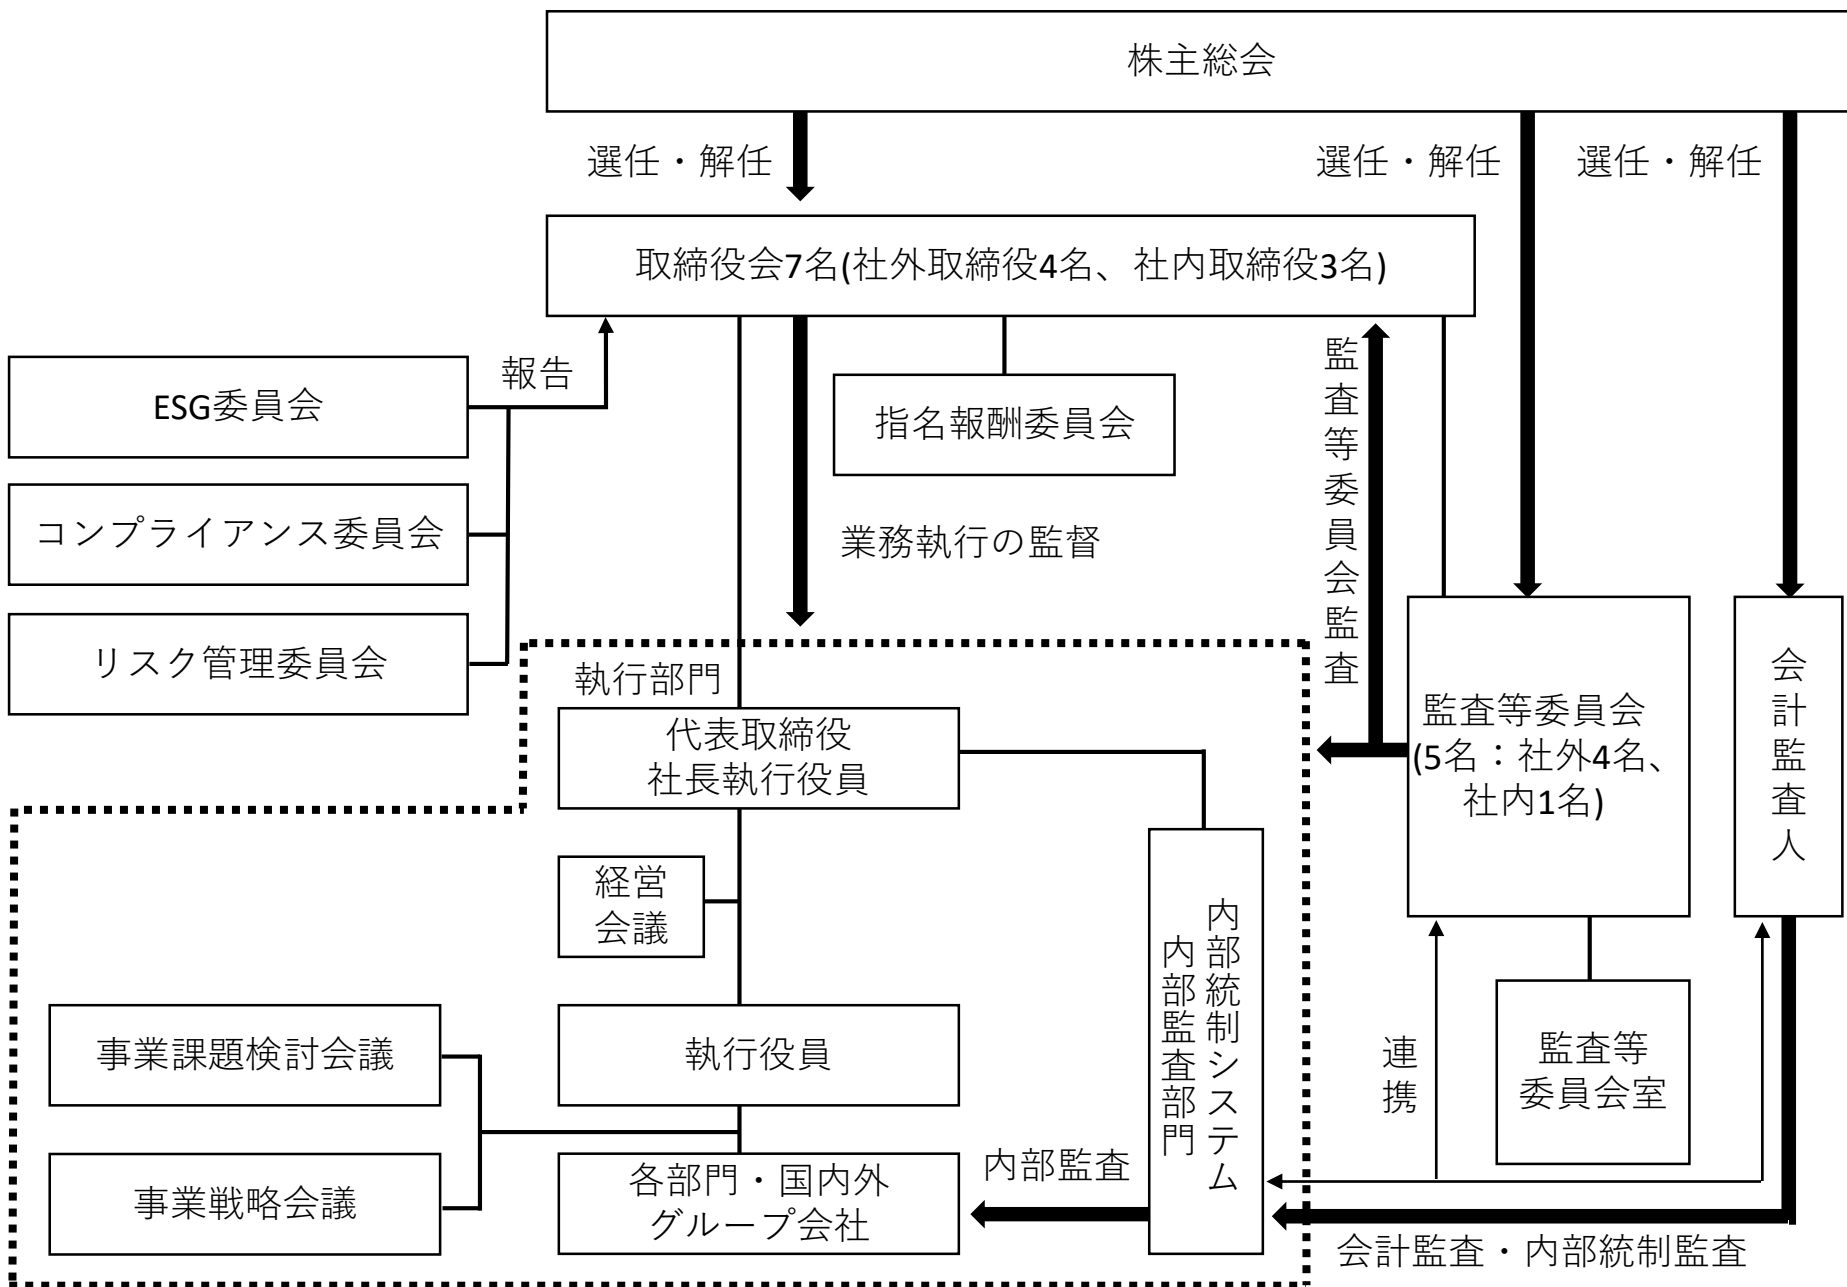 株主総会
選任・解任
選任・解任
選任・解任
取締役会7名(社外取締役4名、社内取締役3名)
報告
ESG委員会
指名報酬委員会
監査等委員会監査
コンプライアンス委員会
業務執行の監督
リスク管理委員会
執行部門
代表取締役
社長執行役員
監査等委員会
(5名：社外4名、
社内1名)
会計監査人
経営
会議
内部統制システム
内部監査部門
事業課題検討会議
執行役員
連携
監査等
委員会室
事業戦略会議
各部門・国内外
グループ会社
内部監査
会計監査・内部統制監査